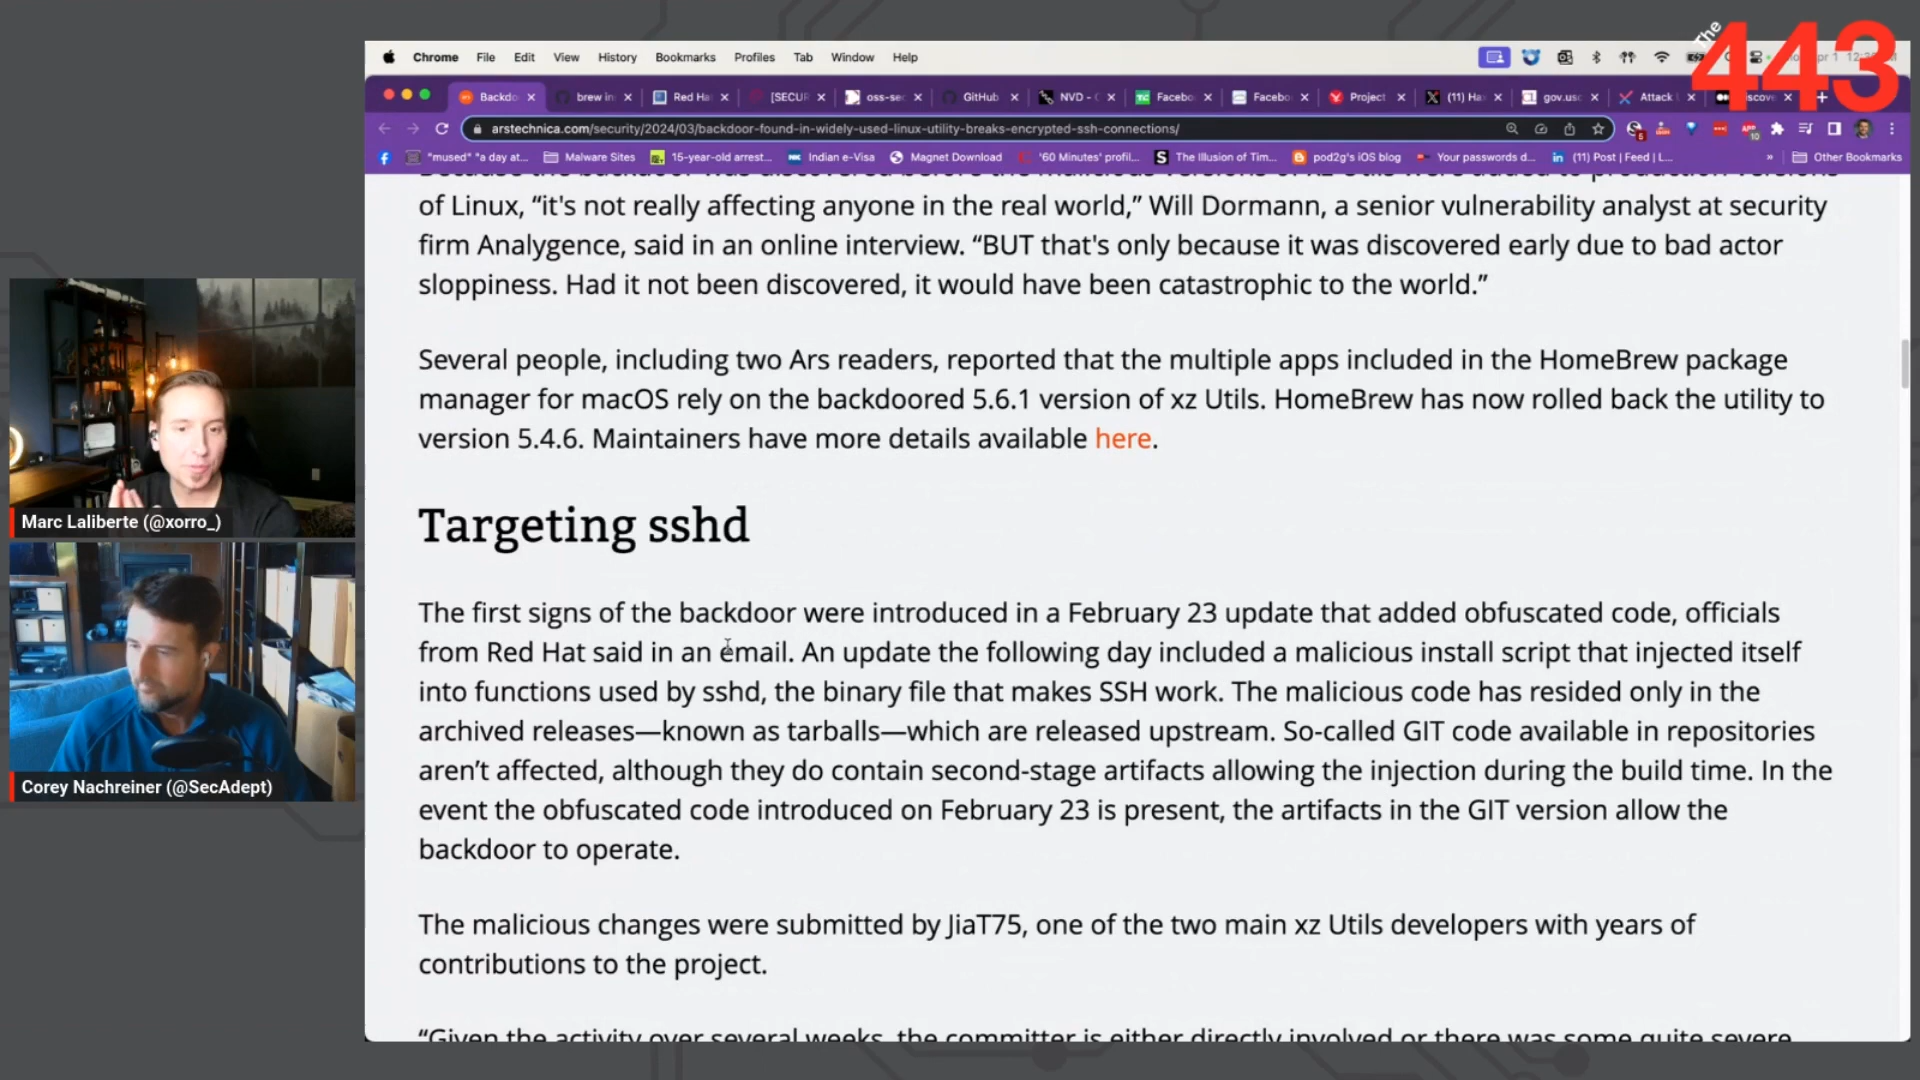 The
443
Chrome File Edit View History Bookmarks Profiles Tab Window Help
Backdo brew in Red Ha [SECUR oss-sec GitHub NVD - C Facebo Facebo Project (11) Ha gov.usc Attack
arstechnica.com/security/2024/03/backdoor-found-in-widely-used-linux-utility-breaks-encrypted-ssh-connections/
"mused" "a day at... Malware Sites 15-year-old arrest... Indian e-Visa Magnet Download '60 Minutes' profil... The Illusion of Tim... pod2g's iOS blog Your passwords d... (11) Post | Feed | L... » Other Bookmarks
of Linux, “it's not really affecting anyone in the real world,” Will Dormann, a senior vulnerability analyst at security
firm Analygence, said in an online interview. “BUT that's only because it was discovered early due to bad actor
sloppiness. Had it not been discovered, it would have been catastrophic to the world.”
Several people, including two Ars readers, reported that the multiple apps included in the HomeBrew package
manager for macOS rely on the backdoored 5.6.1 version of xz Utils. HomeBrew has now rolled back the utility to
version 5.4.6. Maintainers have more details available here.
Targeting sshd
The first signs of the backdoor were introduced in a February 23 update that added obfuscated code, officials
from Red Hat said in an email. An update the following day included a malicious install script that injected itself
into functions used by sshd, the binary file that makes SSH work. The malicious code has resided only in the
archived releases—known as tarballs—which are released upstream. So-called GIT code available in repositories
aren’t affected, although they do contain second-stage artifacts allowing the injection during the build time. In the
event the obfuscated code introduced on February 23 is present, the artifacts in the GIT version allow the
backdoor to operate.
The malicious changes were submitted by JiaT75, one of the two main xz Utils developers with years of
contributions to the project.
“Given the activity over several weeks, the committer is either directly involved or there was some quite severe
Marc Laliberte (@xorro_)
Corey Nachreiner (@SecAdept)